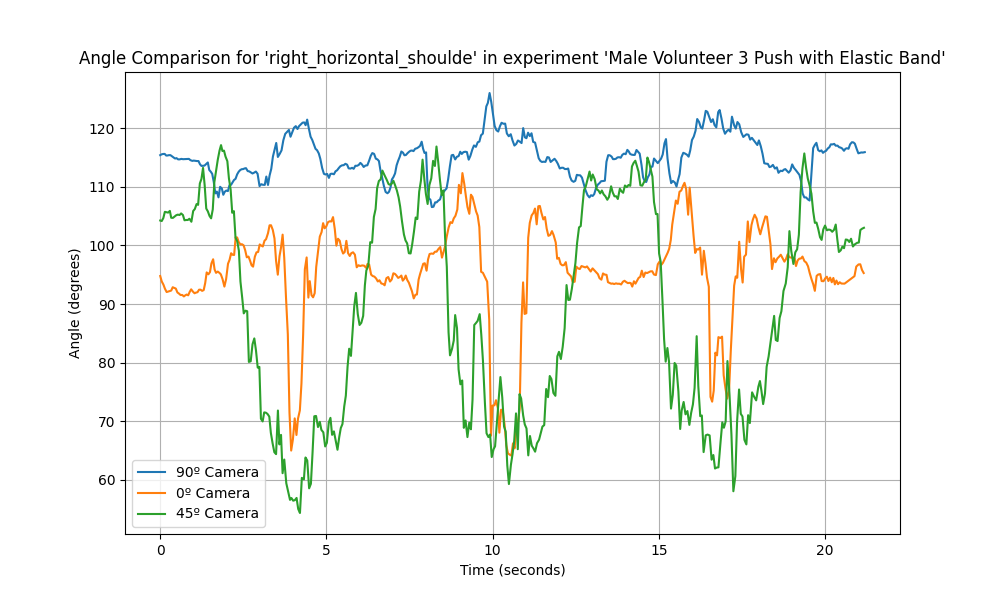 Angle Comparison for 'right_horizontal_shoulde' in experiment 'Male Volunteer 3 Push with Elastic Band'
120
110
100
90
80
70
60
Angle (degrees)
90º Camera
0º Camera
45º Camera
0 5 10 15 20
Time (seconds)